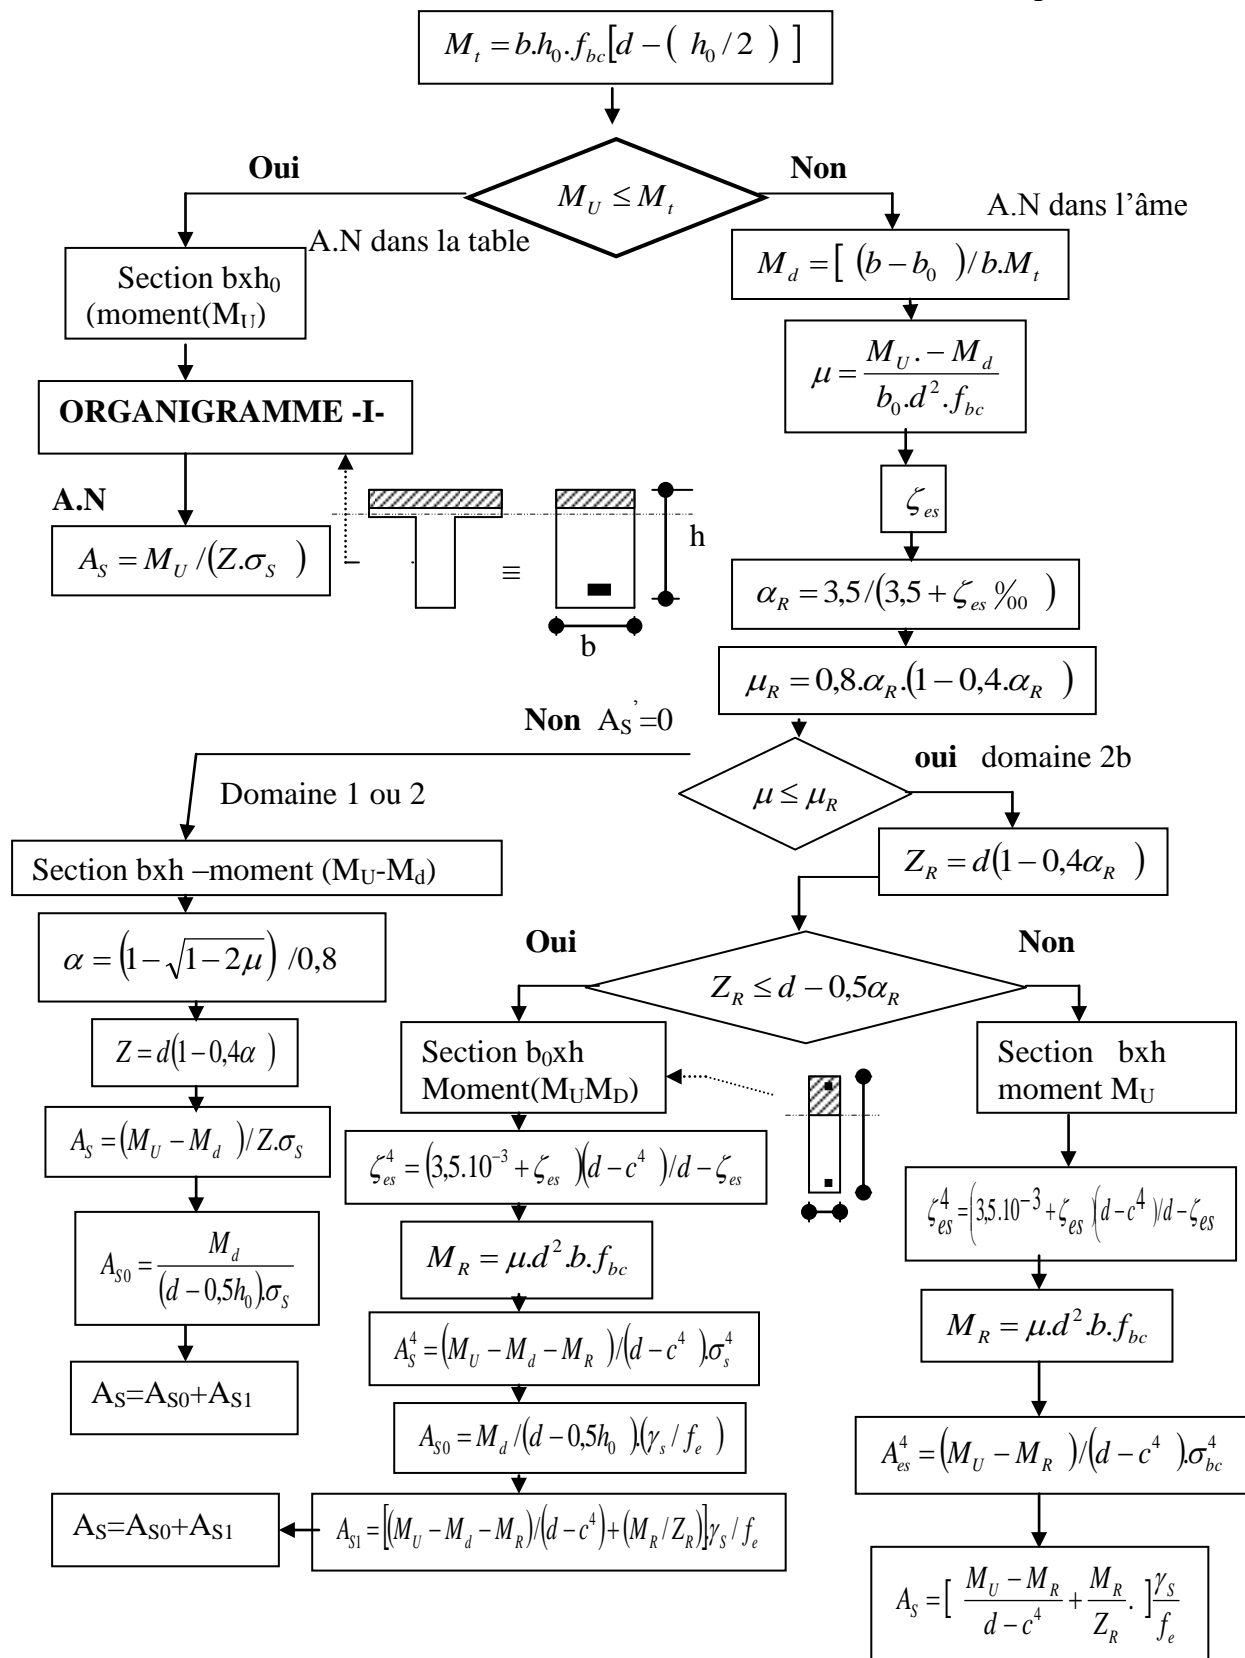 M_t = b.h_0.f_bc[d − ( h_0 / 2 ) ]
Oui
Non
M_U ≤ M_t
A.N dans la table
A.N dans l’âme
Section bxh_0
(moment(M_U)
M_d = [ (b − b_0 ) / b.M_t
μ = (M_U . − M_d) / (b_0.d^2.f_bc)
ORGANIGRAMME -I-
ζ_es
A.N
A_S = M_U /(Z.σ_S )
h
≡
b
α_R = 3,5 /(3,5 + ζ_es ‰0 )
μ_R = 0,8.α_R.(1 − 0,4.α_R )
Non A_S’=0
oui domaine 2b
μ ≤ μ_R
Domaine 1 ou 2
Z_R = d(1 − 0,4α_R )
Section bxh –moment (M_U-M_d)
α = (1 − √(1 − 2μ)) / 0,8
Oui
Non
Z_R ≤ d − 0,5α_R
Z = d(1 − 0,4α )
Section b_0xh
Moment(M_UM_D)
Section bxh
moment M_U
A_S = (M_U − M_d )/ Z.σ_S
ζ_es^4 = (3,5.10^−3 + ζ_es )(d − c^4 )/ d − ζ_es
ζ_es^4 = (3,5.10^−3 + ζ_es )(d − c^4 )/ d − ζ_es
A_S0 = M_d / ((d − 0,5h_0).σ_S)
M_R = μ.d^2.b.f_bc
M_R = μ.d^2.b.f_bc
A_S^4 = (M_U − M_d − M_R )/(d − c^4 ).σ_s^4
A_S=A_S0+A_S1
A_S0 = M_d /(d − 0,5h_0 ).(γ_s / f_e )
A_es^4 = (M_U − M_R )/(d − c^4 ).σ_bc^4
A_S=A_S0+A_S1
A_S1 = [(M_U − M_d − M_R)/(d − c^4) + (M_R/Z_R)].γ_S / f_e
A_S = [ (M_U − M_R) / (d − c^4) + M_R / Z_R . ] γ_S / f_e